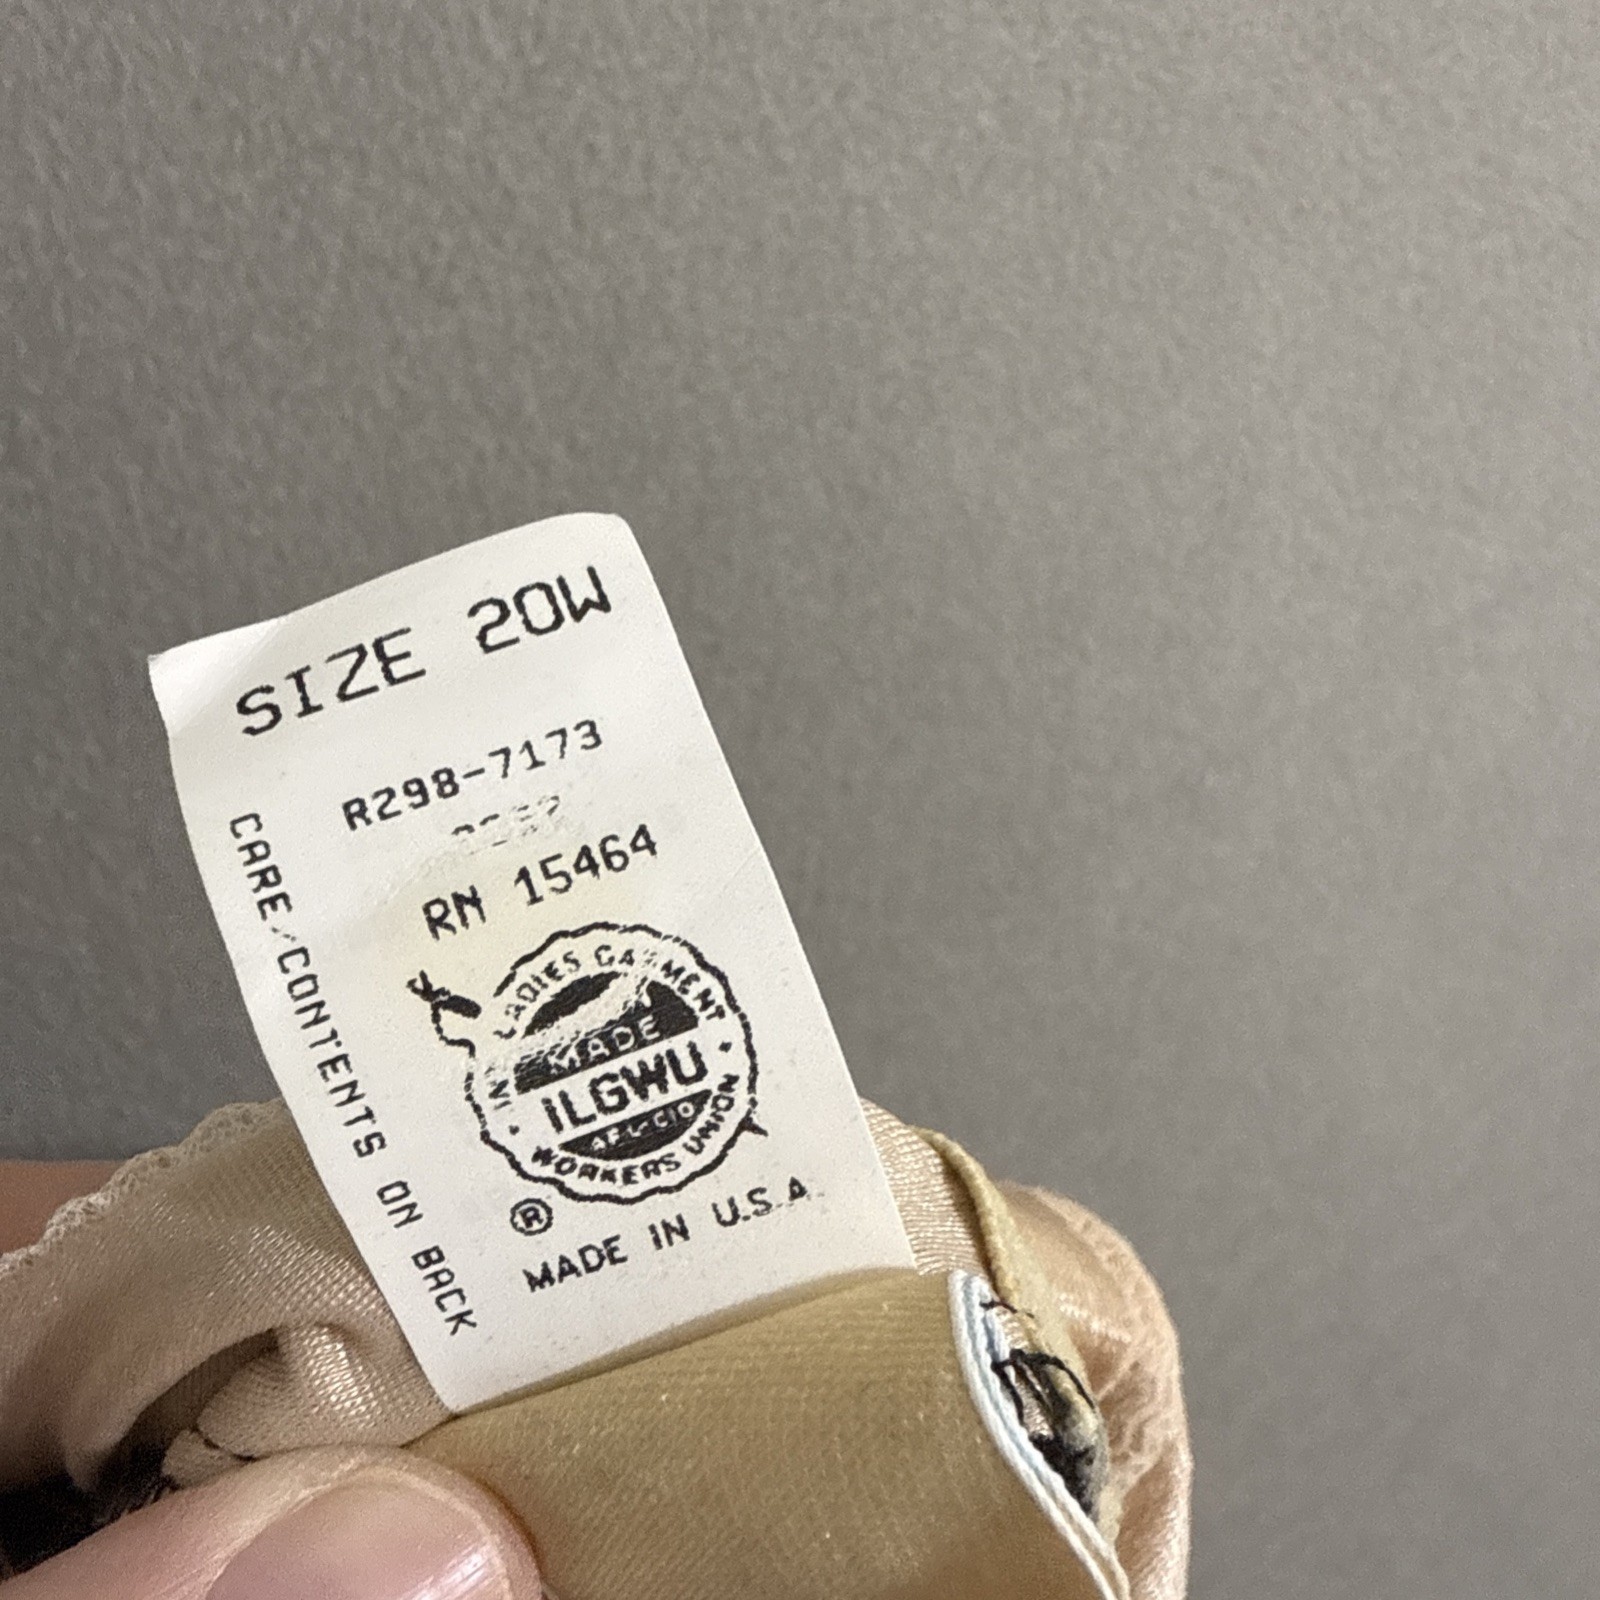 SIZE 20W
R298-7173
RN 15464
LADIES GARMENT
MADE
ILGWU
AFL-CIO
WORKERS UNION
®
MADE IN U.S.A.
CARE/CONTENTS ON BACK